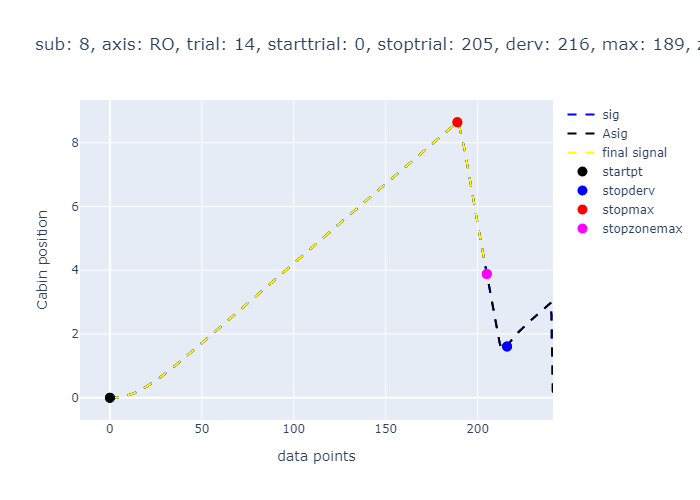 sub: 8, axis: RO, trial: 14, starttrial: 0, stoptrial: 205, derv: 216, max: 189, z
sig
Asig
final signal
startpt
stopderv
stopmax
stopzonemax
Cabin position
8
6
4
2
0
0 50 100 150 200
data points